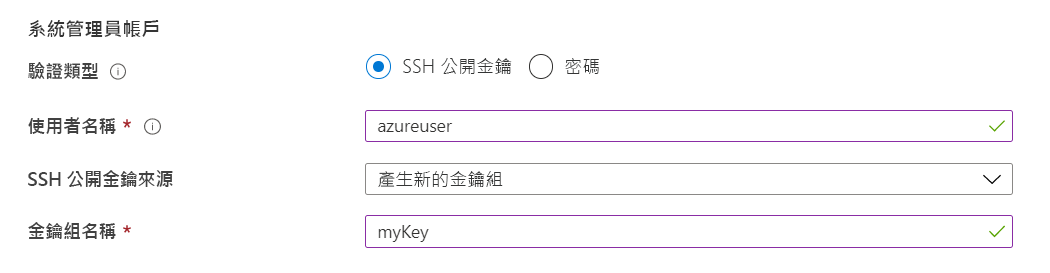 系統管理員帳戶
驗證類型 SSH 公開金鑰 密碼
使用者名稱 * azureuser
SSH 公開金鑰來源 產生新的金鑰組
金鑰組名稱 * myKey